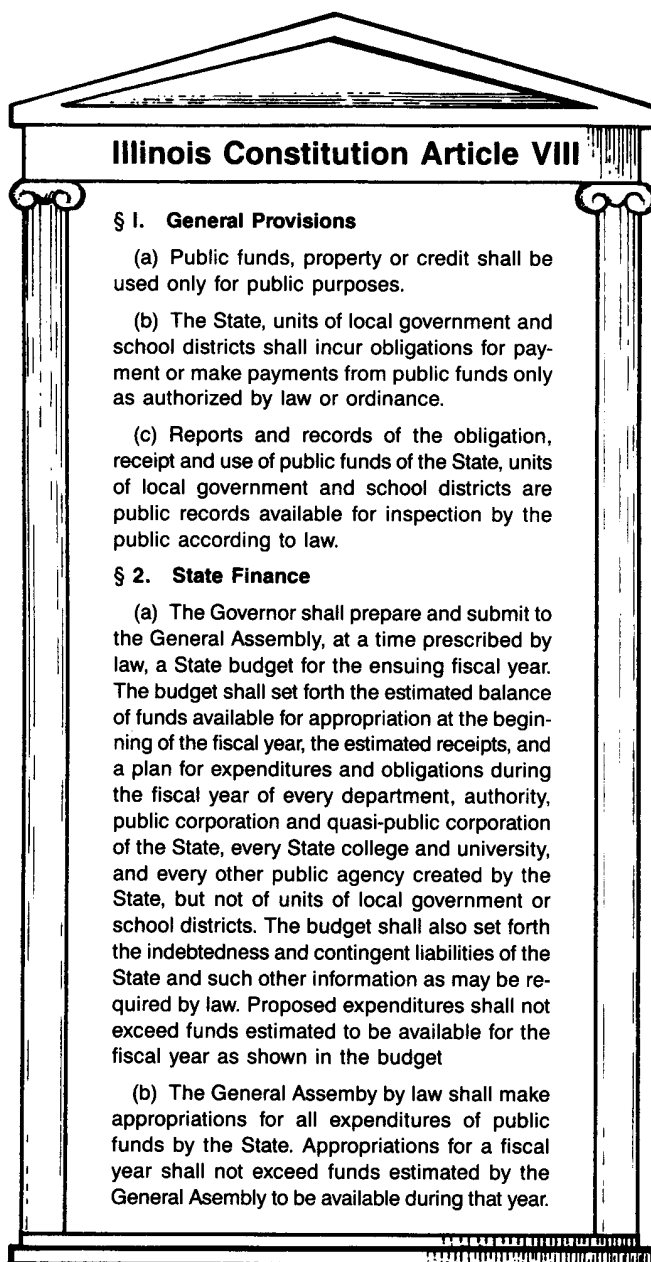 Illinois Constitution Article VIII
§ I. General Provisions
(a) Public funds, property or credit shall be
used only for public purposes.
(b) The State, units of local government and
school districts shall incur obligations for pay-
ment or make payments from public funds only
as authorized by law or ordinance.
(c) Reports and records of the obligation,
receipt and use of public funds of the State, units
of local government and school districts are
public records available for inspection by the
public according to law.
§ 2. State Finance
(a) The Governor shall prepare and submit to
the General Assembly, at a time prescribed by
law, a State budget for the ensuing fiscal year.
The budget shall set forth the estimated balance
of funds available for appropriation at the begin-
ning of the fiscal year, the estimated receipts, and
a plan for expenditures and obligations during
the fiscal year of every department, authority,
public corporation and quasi-public corporation
of the State, every State college and university,
and every other public agency created by the
State, but not of units of local government or
school districts. The budget shall also set forth
the indebtedness and contingent liabilities of the
State and such other information as may be re-
quired by law. Proposed expenditures shall not
exceed funds estimated to be available for the
fiscal year as shown in the budget
(b) The General Assemby by law shall make
appropriations for all expenditures of public
funds by the State. Appropriations for a fiscal
year shall not exceed funds estimated by the
General Asembly to be available during that year.